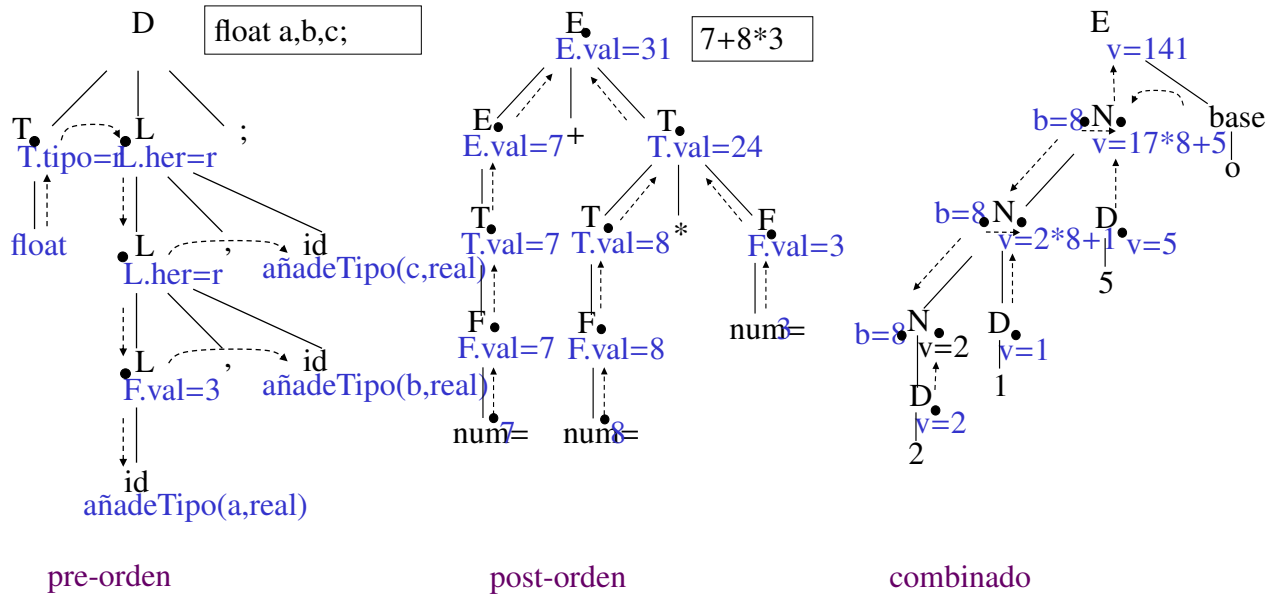 D
float a,b,c;
T
T.tipo=r
L
L.her=r
;
float
L
L.her=r
,
id
añadeTipo(c,real)
L
F.val=3
,
id
añadeTipo(b,real)
id
añadeTipo(a,real)
pre-orden
E
E.val=31
7+8*3
E
E.val=7
+
T
T.val=24
T
T.val=7
T
T.val=8
*
F
F.val=3
F
F.val=7
F
F.val=8
num=3
num=7
num=8
post-orden
E
v=141
b=8
N
v=17*8+5
base
o
b=8
N
v=2*8+1
D
v=5
5
b=8
N
v=2
D
v=1
1
D
v=2
2
combinado